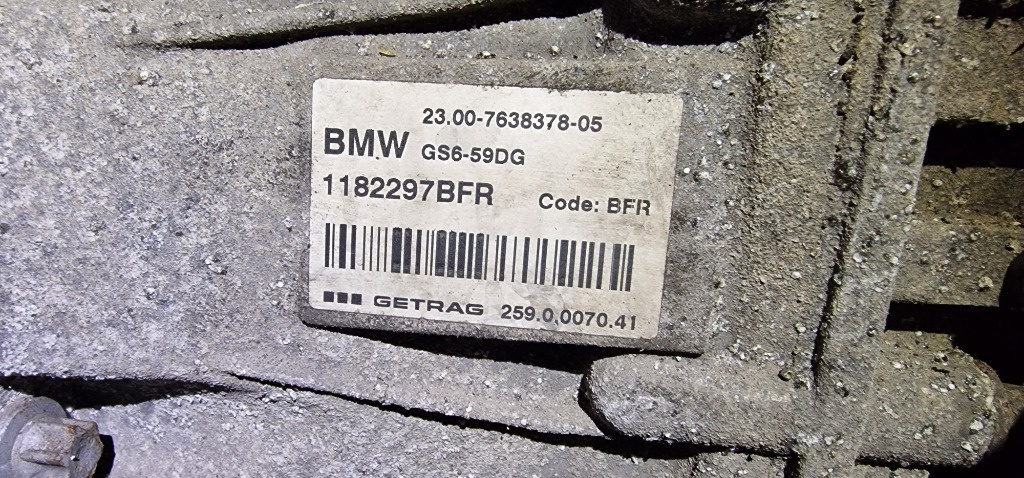 23.00-7638378-05
BMW GS6-59DG
1182297BFR Code: BFR
GETRAG 259.0.0070.41